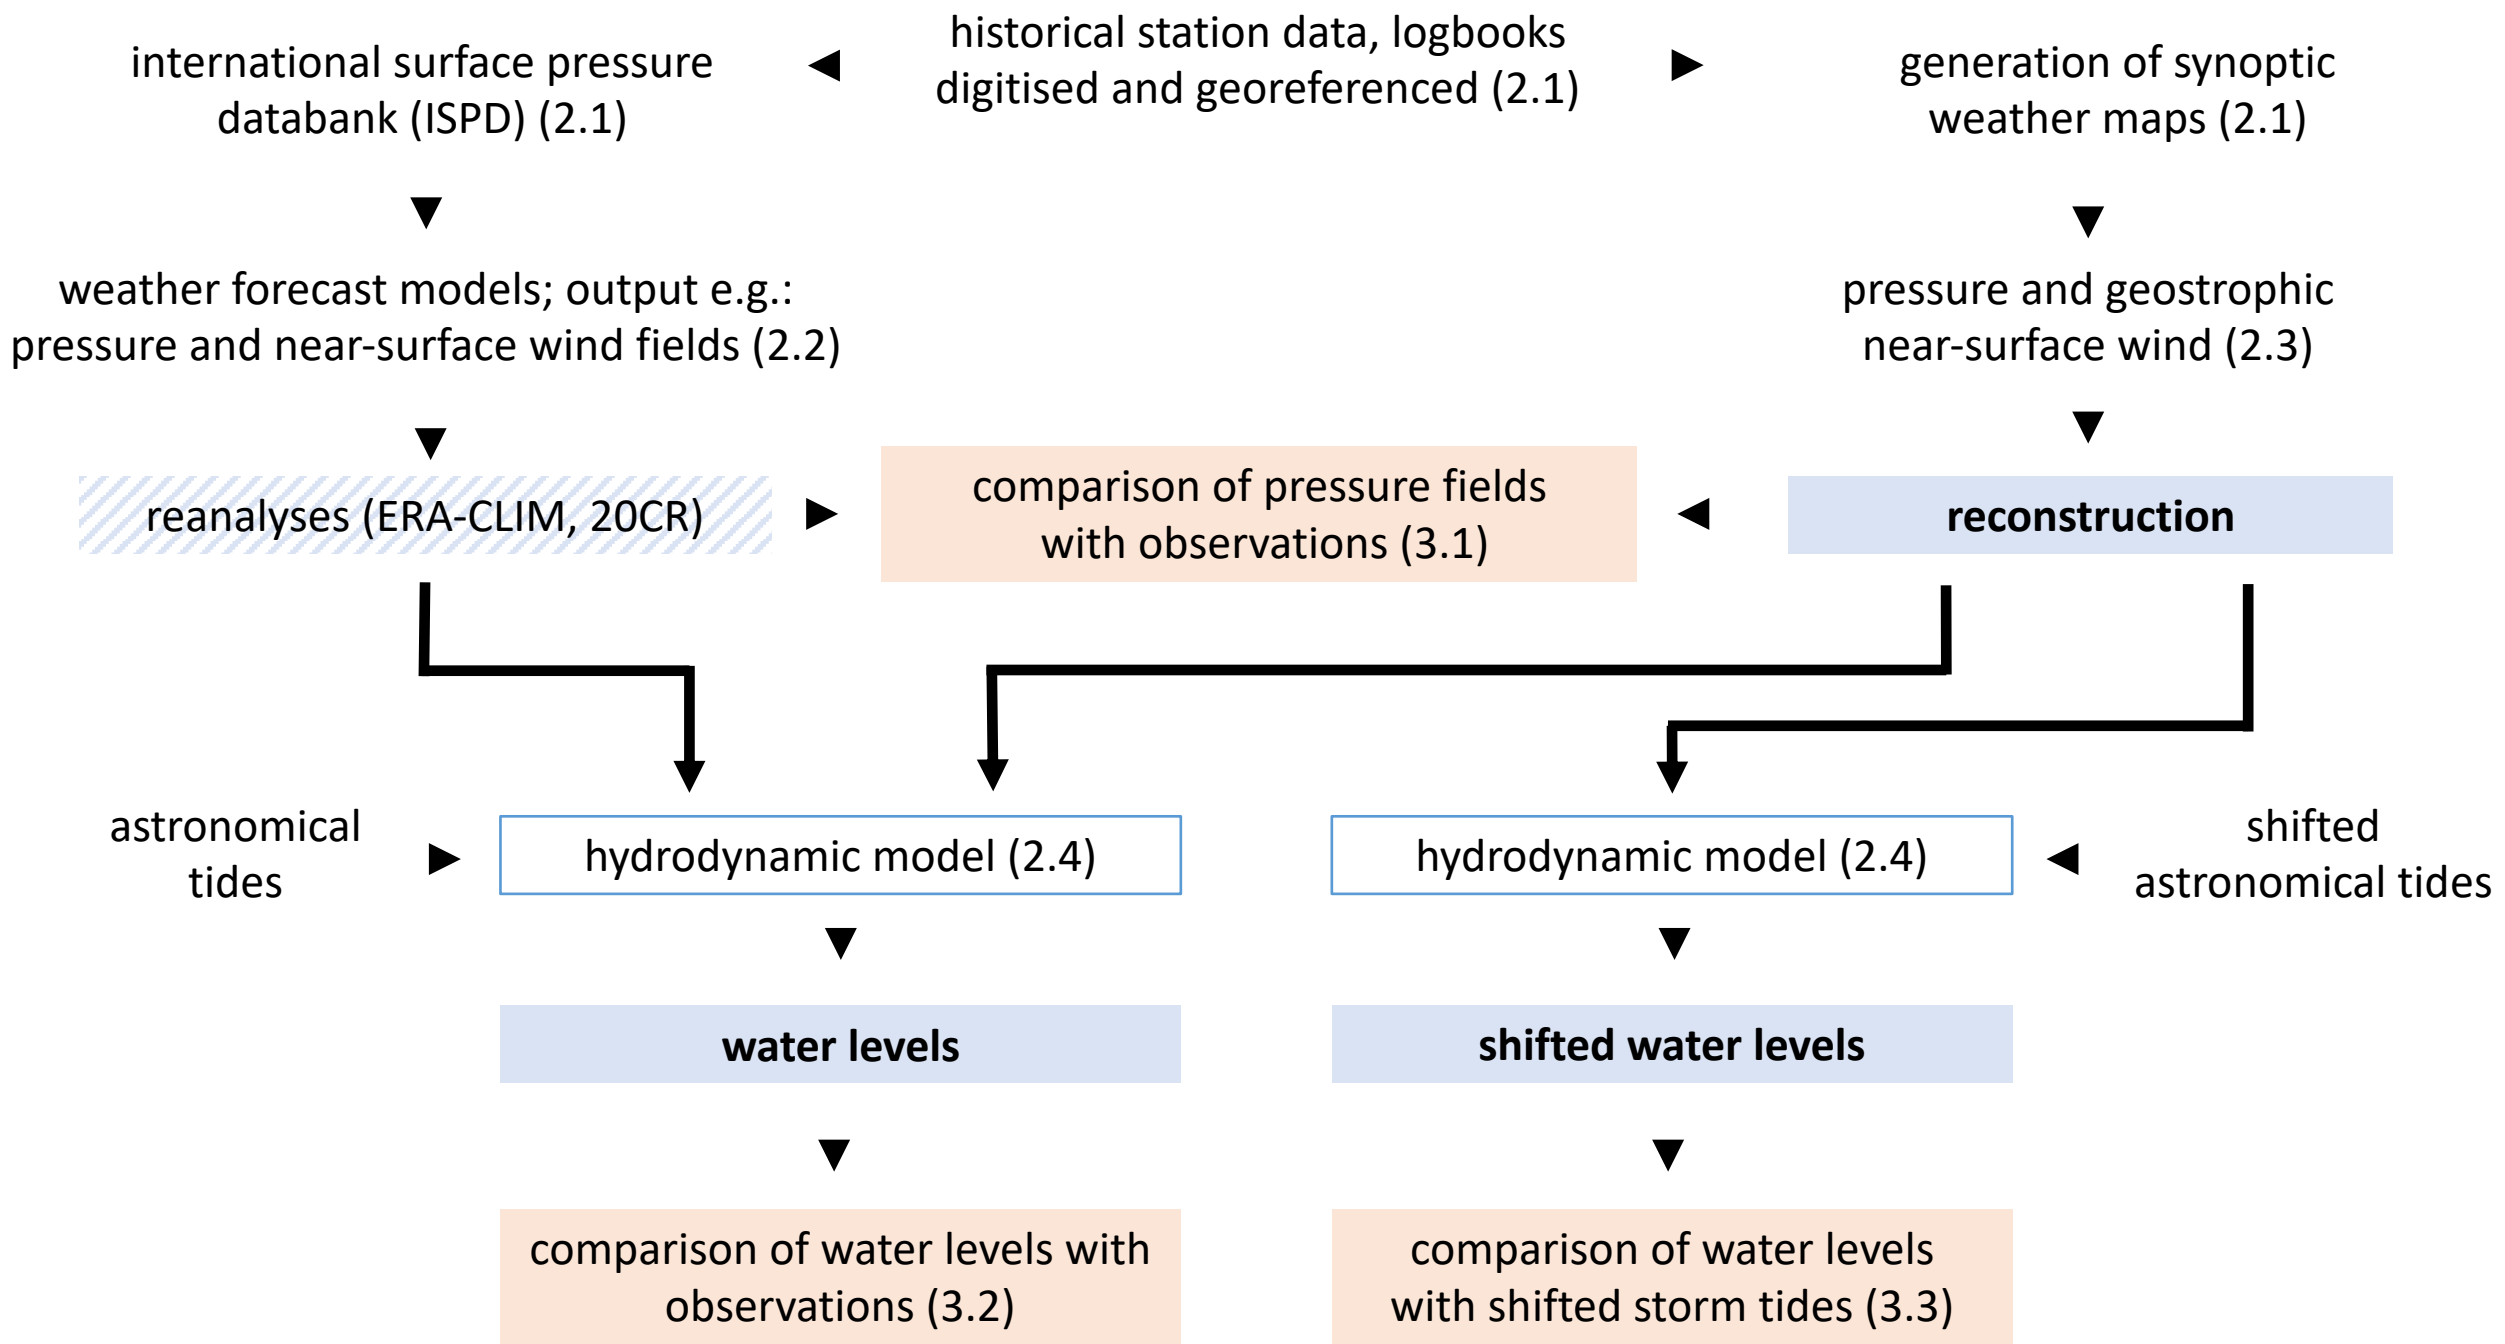 international surface pressure
databank (ISPD) (2.1)
historical station data, logbooks
digitised and georeferenced (2.1)
generation of synoptic
weather maps (2.1)
weather forecast models; output e.g.:
pressure and near-surface wind fields (2.2)
pressure and geostrophic
near-surface wind (2.3)
reanalyses (ERA-CLIM, 20CR)
comparison of pressure fields
with observations (3.1)
reconstruction
astronomical
tides
hydrodynamic model (2.4)
hydrodynamic model (2.4)
shifted
astronomical tides
water levels
shifted water levels
comparison of water levels with
observations (3.2)
comparison of water levels
with shifted storm tides (3.3)